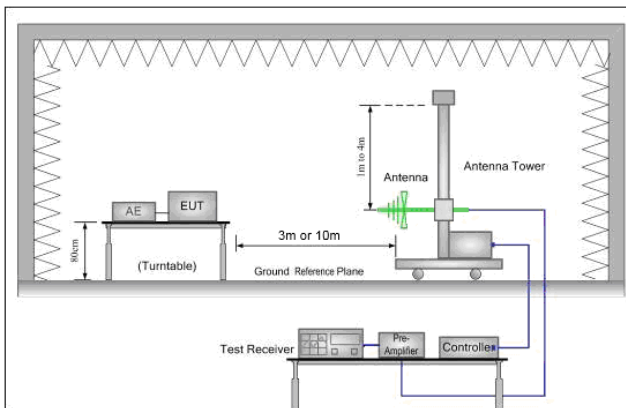 1m to 4m
Antenna
Antenna Tower
AE
EUT
3m or 10m
80cm
(Turntable)
Ground Reference Plane
Test Receiver
Pre-
Amplifier
Controller